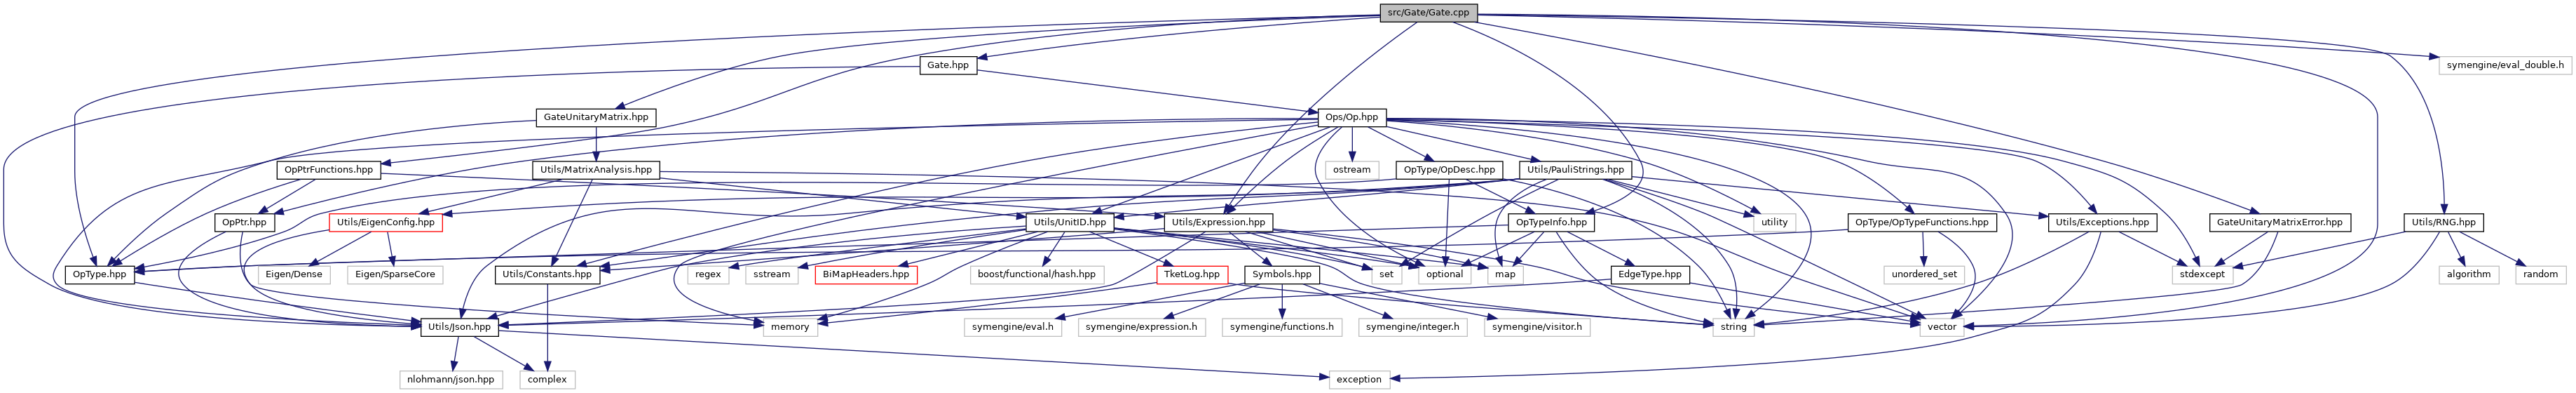 src/Gate/Gate.cpp
Gate.hpp
symengine/eval_double.h
GateUnitaryMatrix.hpp
Ops/Op.hpp
OpPtrFunctions.hpp
Utils/MatrixAnalysis.hpp
ostream
OpType/OpDesc.hpp
Utils/PauliStrings.hpp
OpPtr.hpp
Utils/EigenConfig.hpp
Utils/UnitID.hpp
Utils/Expression.hpp
OpTypeInfo.hpp
utility
OpType/OpTypeFunctions.hpp
Utils/Exceptions.hpp
GateUnitaryMatrixError.hpp
Utils/RNG.hpp
OpType.hpp
Eigen/Dense
Eigen/SparseCore
Utils/Constants.hpp
regex
sstream
BiMapHeaders.hpp
boost/functional/hash.hpp
TketLog.hpp
Symbols.hpp
set
optional
map
EdgeType.hpp
unordered_set
stdexcept
algorithm
random
Utils/Json.hpp
memory
symengine/eval.h
symengine/expression.h
symengine/functions.h
symengine/integer.h
symengine/visitor.h
string
vector
nlohmann/json.hpp
complex
exception